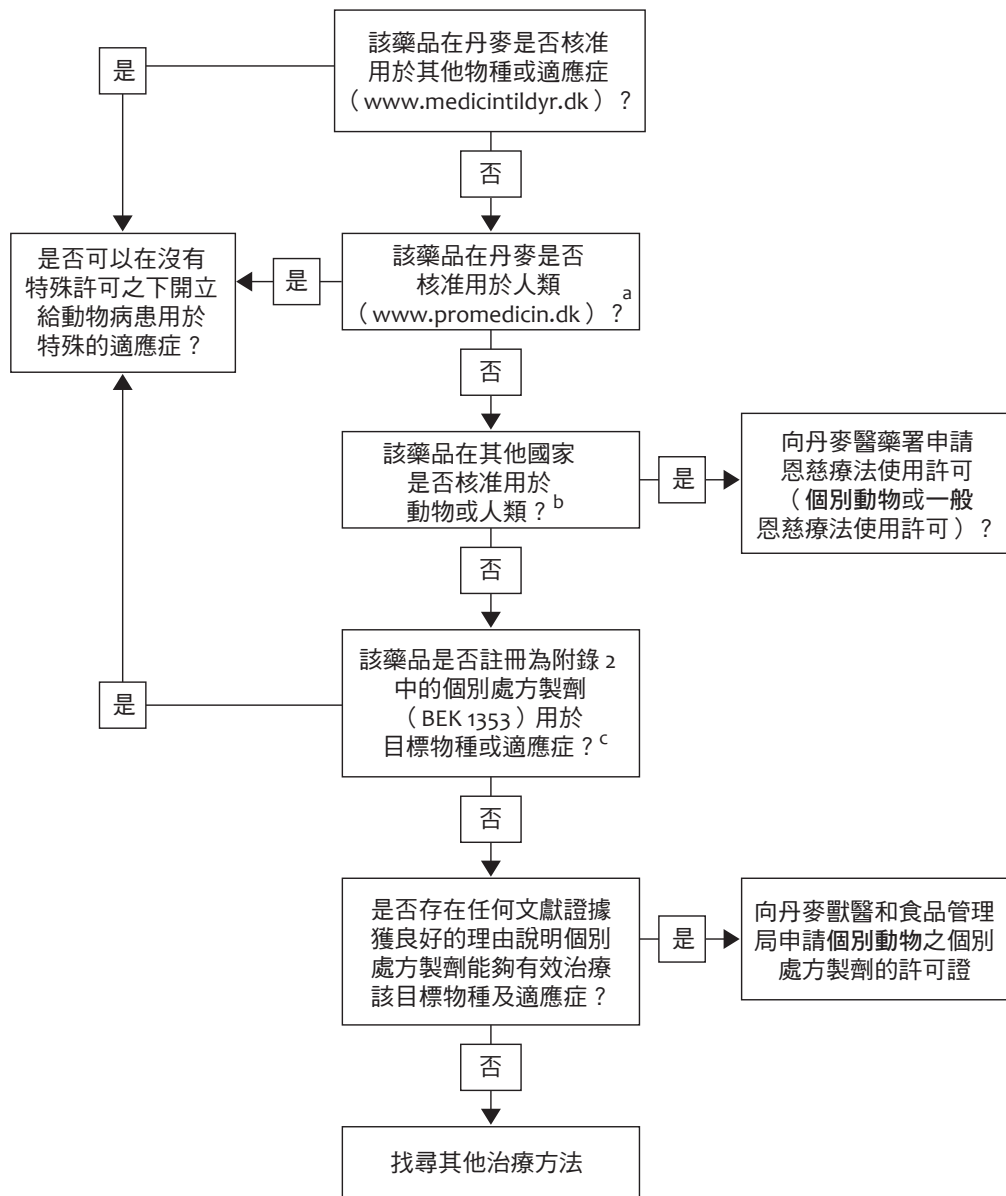 該藥品在丹麥是否核准
用於其他物種或適應症
（www.medicintildyr.dk）？
是
否
是否可以在沒有
特殊許可之下開立
給動物病患用於
特殊的適應症？
是
該藥品在丹麥是否
核准用於人類
（www.promedicin.dk）？a
否
該藥品在其他國家
是否核准用於
動物或人類？b
是
向丹麥醫藥署申請
恩慈療法使用許可
（個別動物或一般
恩慈療法使用許可）？
否
是
該藥品是否註冊為附錄 2
中的個別處方製劑
（BEK 1353）用於
目標物種或適應症？c
否
是否存在任何文獻證據
獲良好的理由說明個別
處方製劑能夠有效治療
該目標物種及適應症？
是
向丹麥獸醫和食品管理
局申請個別動物之個別
處方製劑的許可證
否
找尋其他治療方法